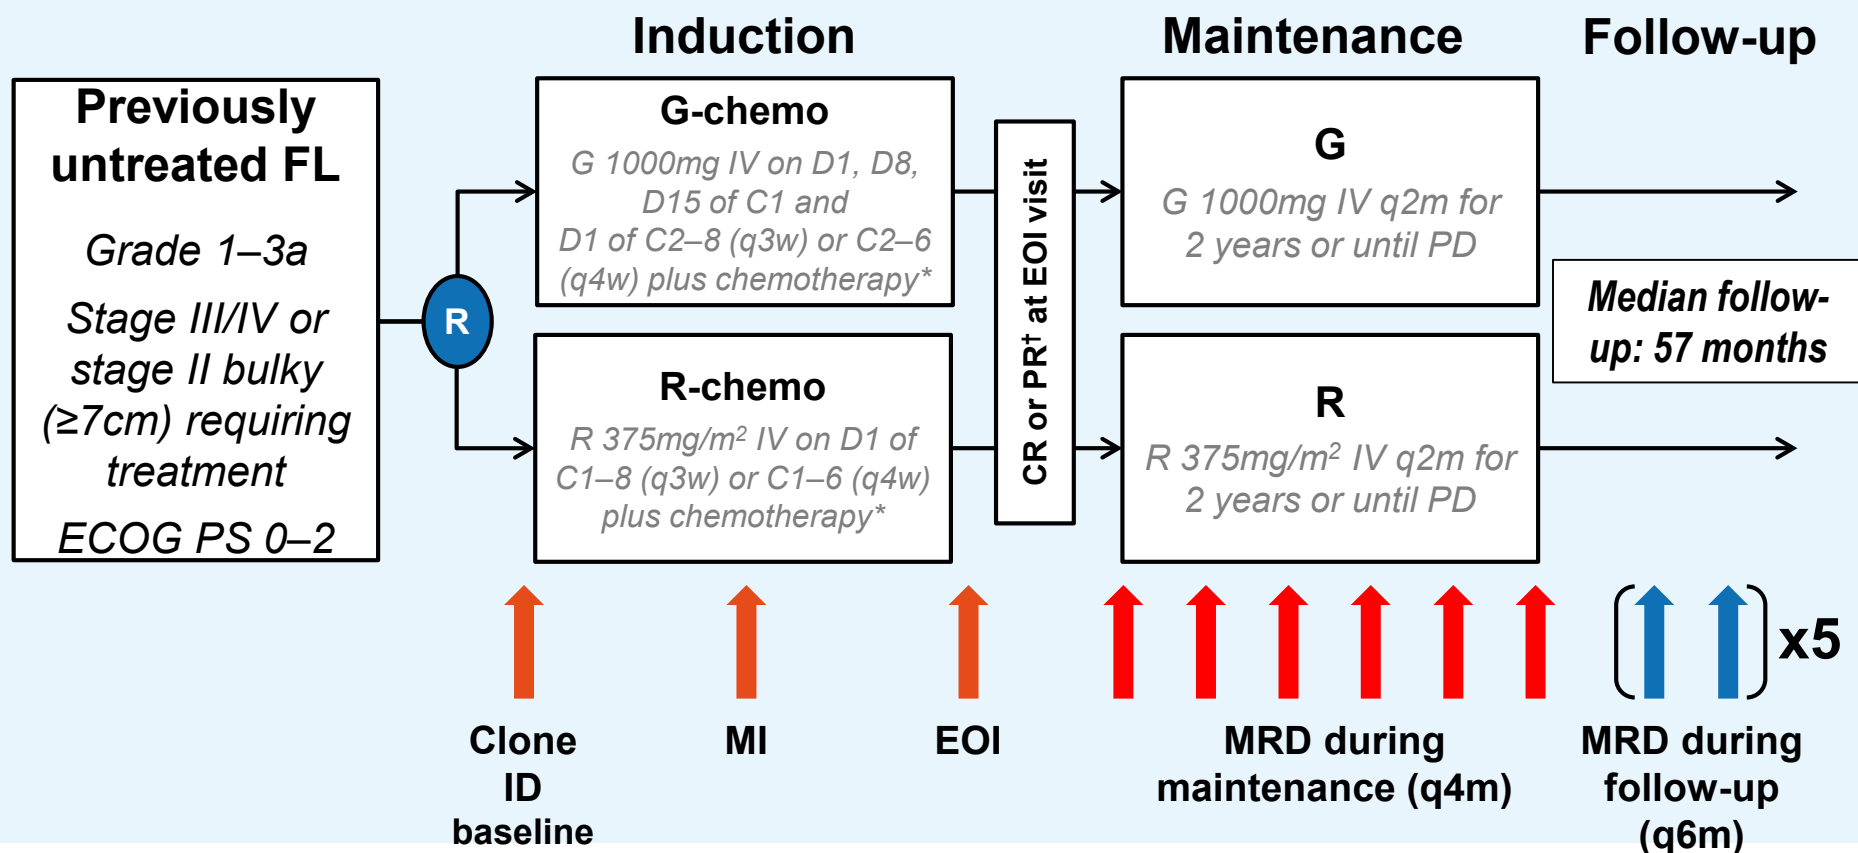 Induction
Maintenance
Follow-up
Previously
untreated FL
Grade 1–3a
Stage III/IV or
stage II bulky
(≥7cm) requiring
treatment
ECOG PS 0–2
R
G-chemo
G 1000mg IV on D1, D8,
D15 of C1 and
D1 of C2–8 (q3w) or C2–6
(q4w) plus chemotherapy*
R-chemo
R 375mg/m² IV on D1 of
C1–8 (q3w) or C1–6 (q4w)
plus chemotherapy*
CR or PR† at EOI visit
G
G 1000mg IV q2m for
2 years or until PD
R
R 375mg/m² IV q2m for
2 years or until PD
Median follow-
up: 57 months
x5
Clone
ID
baseline
MI
EOI
MRD during
maintenance (q4m)
MRD during
follow-up
(q6m)